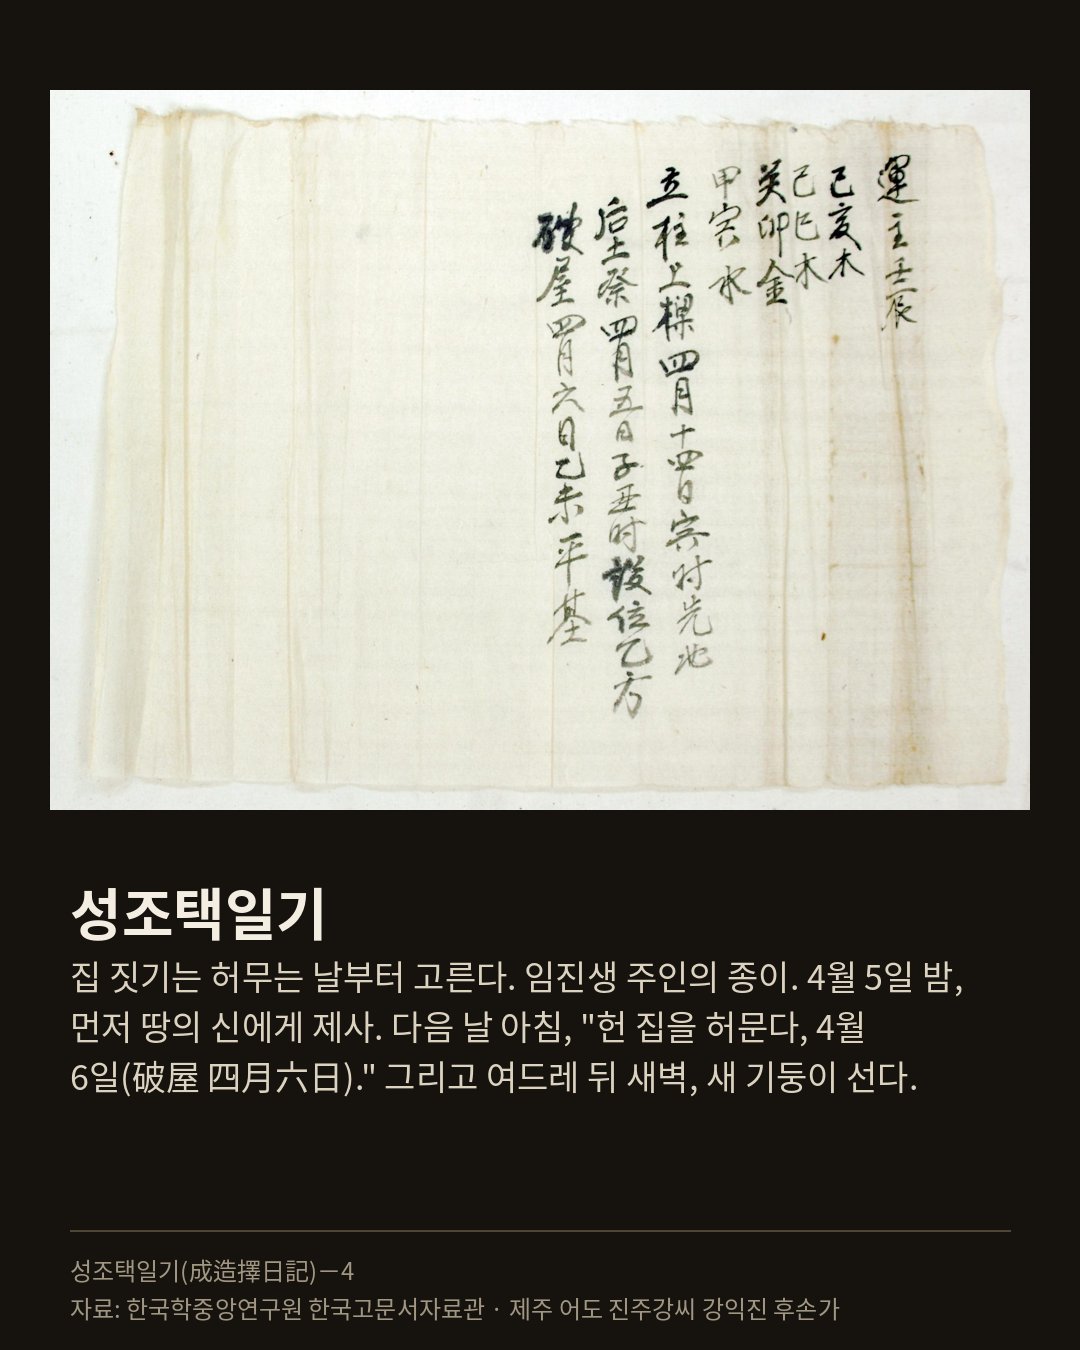 運主壬辰
己亥木
己巳木
癸卯金
甲寅水
立柱上樑四月十四日寅时先北
后土祭四月五日子丑时設位乙方
破屋四月六日乙未平基
성조택일기
집 짓기는 허무는 날부터 고른다. 임진생 주인의 종이. 4월 5일 밤,
먼저 땅의 신에게 제사. 다음 날 아침, "헌 집을 허문다, 4월
6일(破屋 四月六日)." 그리고 여드레 뒤 새벽, 새 기둥이 선다.
성조택일기(成造擇日記)－4
자료: 한국학중앙연구원 한국고문서자료관 · 제주 어도 진주강씨 강익진 후손가